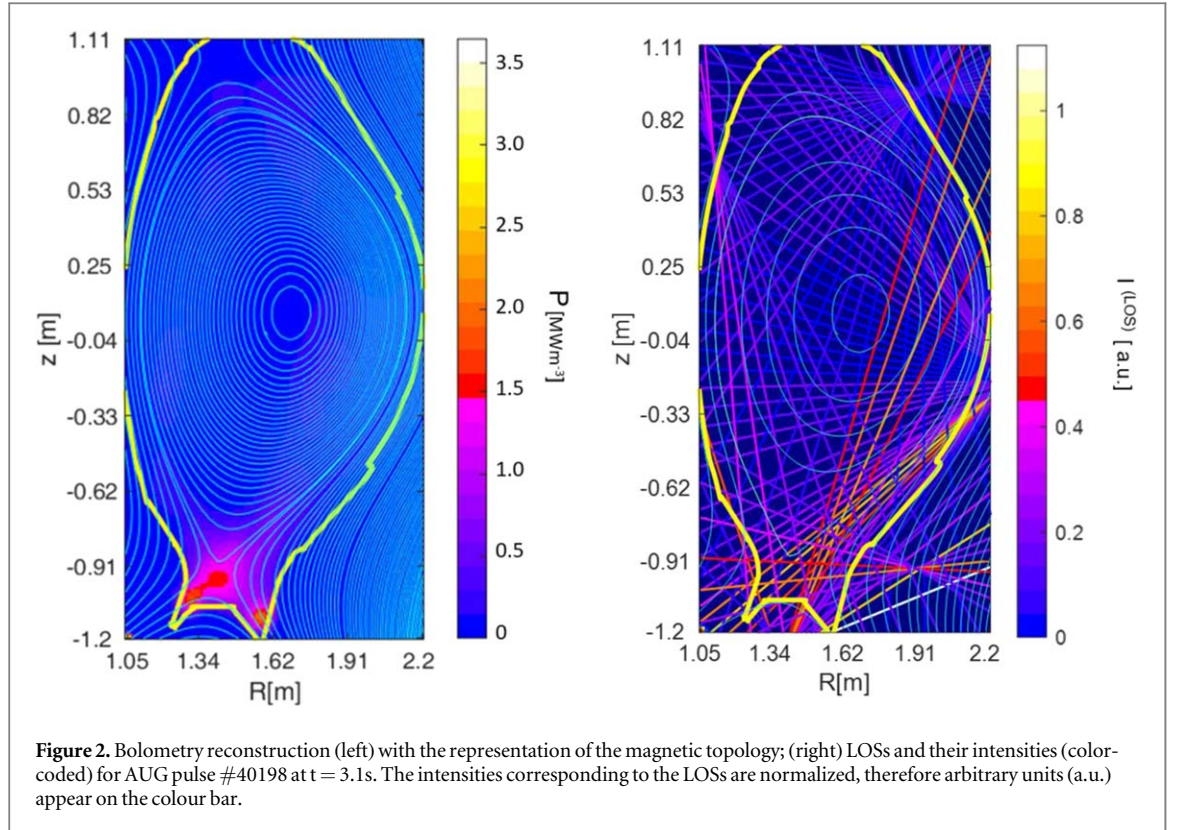 1.11
0.82
0.53
0.25
-0.04
-0.33
-0.62
-0.91
-1.2
z [m]
1.05 1.34 1.62 1.91 2.2
R[m]
3.5
3.0
2.5
2.0
1.5
1.0
0.5
0
P[MWm-3]
1.11
0.82
0.53
0.25
-0.04
-0.33
-0.62
-0.91
-1.2
z [m]
1.05 1.34 1.62 1.91 2.2
R[m]
1
0.8
0.6
0.4
0.2
0
I (LOS) [ a.u.]
Figure 2. Bolometry reconstruction (left) with the representation of the magnetic topology; (right) LOSs and their intensities (color-
coded) for AUG pulse #40198 at t = 3.1s. The intensities corresponding to the LOSs are normalized, therefore arbitrary units (a.u.)
appear on the colour bar.